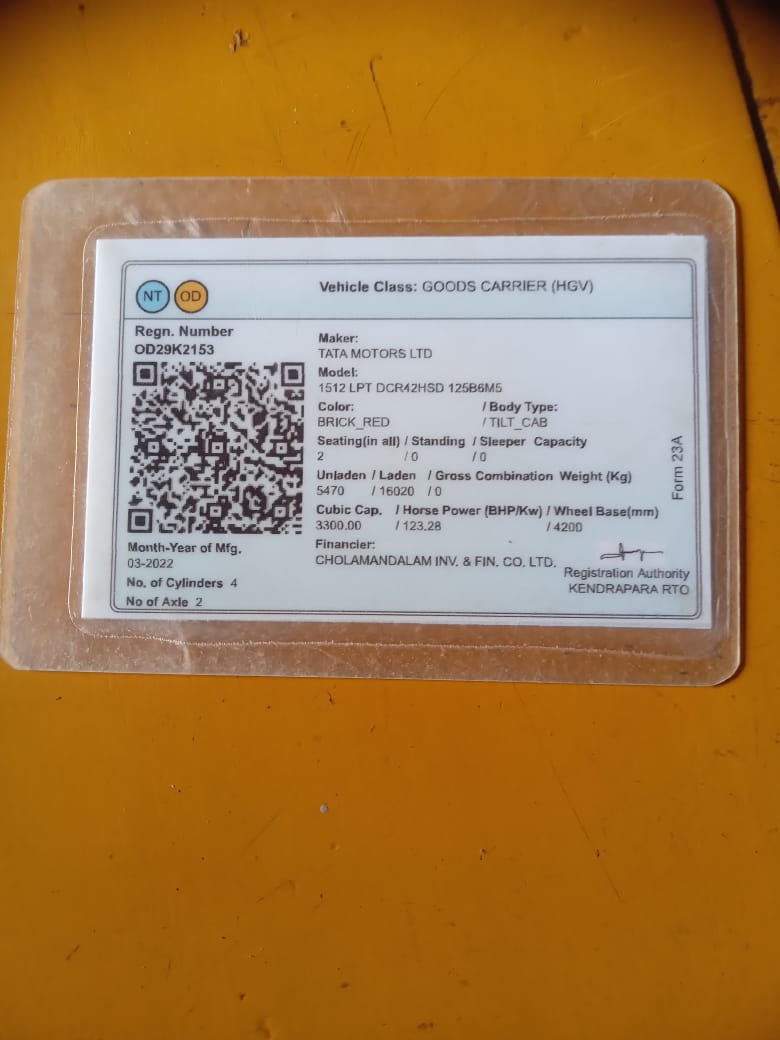 NT OD
Vehicle Class: GOODS CARRIER (HGV)
Regn. Number
OD29K2153
Month-Year of Mfg.
03-2022
No. of Cylinders 4
No of Axle 2
Maker:
TATA MOTORS LTD
Model:
1512 LPT DCR42HSD 125B6M5
Color: / Body Type:
BRICK_RED / TILT_CAB
Seating(in all) / Standing / Sleeper Capacity
2 / 0 / 0
Unladen / Laden / Gross Combination Weight (Kg)
5470 / 16020 / 0
Cubic Cap. / Horse Power (BHP/Kw) / Wheel Base(mm)
3300.00 / 123.28 / 4200
Financier:
CHOLAMANDALAM INV. & FIN. CO. LTD.
Form 23A
Registration Authority
KENDRAPARA RTO